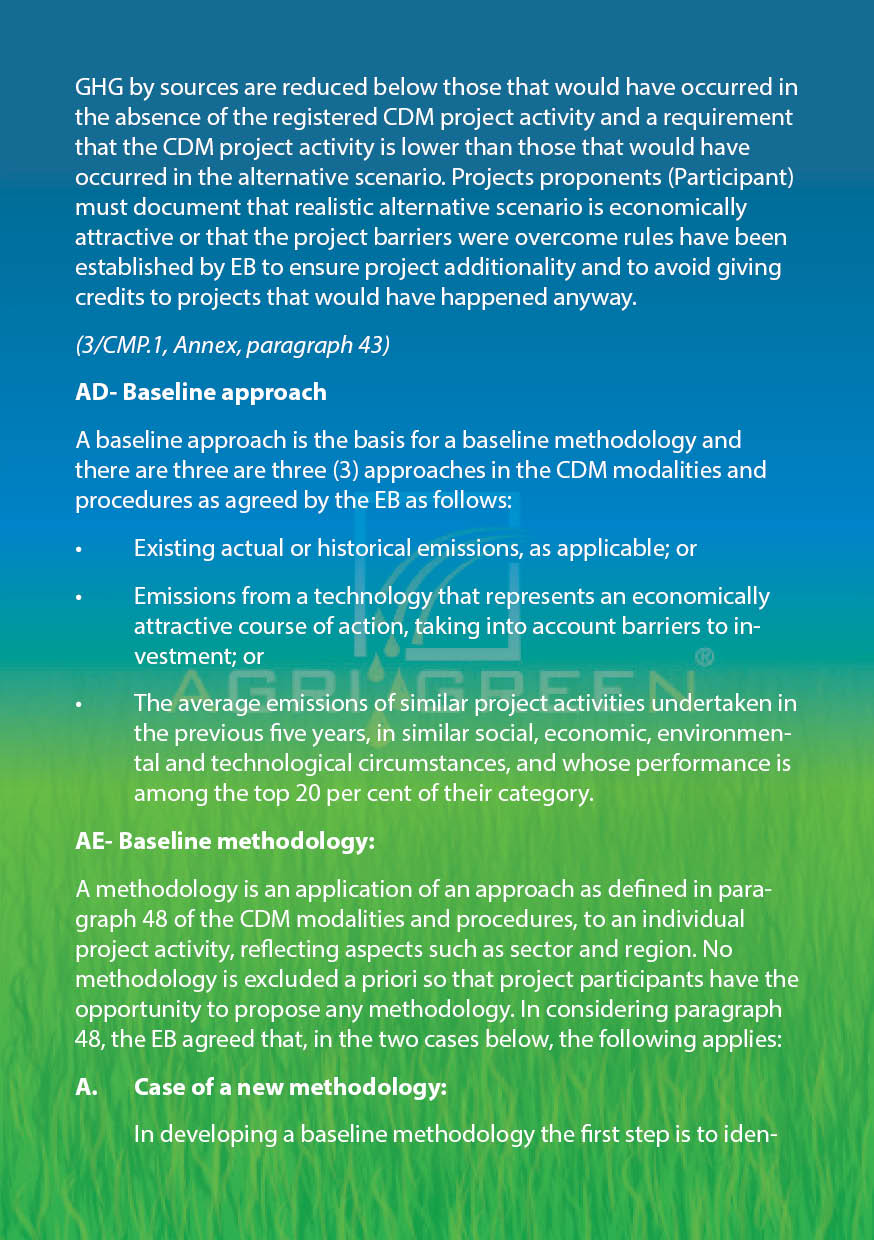 GHG by sources are reduced below those that would have occurred in
the absence of the registered CDM project activity and a requirement
that the CDM project activity is lower than those that would have
occurred in the alternative scenario. Projects proponents (Participant)
must document that realistic alternative scenario is economically
attractive or that the project barriers were overcome rules have been
established by EB to ensure project additionality and to avoid giving
credits to projects that would have happened anyway.
(3/CMP.1, Annex, paragraph 43)
AD- Baseline approach
A baseline approach is the basis for a baseline methodology and
there are three are three (3) approaches in the CDM modalities and
procedures as agreed by the EB as follows:
• Existing actual or historical emissions, as applicable; or
• Emissions from a technology that represents an economically
attractive course of action, taking into account barriers to in-
vestment; or
AGRI GREEN ®
• The average emissions of similar project activities undertaken in
the previous five years, in similar social, economic, environmen-
tal and technological circumstances, and whose performance is
among the top 20 per cent of their category.
AE- Baseline methodology:
A methodology is an application of an approach as defined in para-
graph 48 of the CDM modalities and procedures, to an individual
project activity, reflecting aspects such as sector and region. No
methodology is excluded a priori so that project participants have the
opportunity to propose any methodology. In considering paragraph
48, the EB agreed that, in the two cases below, the following applies:
A. Case of a new methodology:
In developing a baseline methodology the first step is to iden-